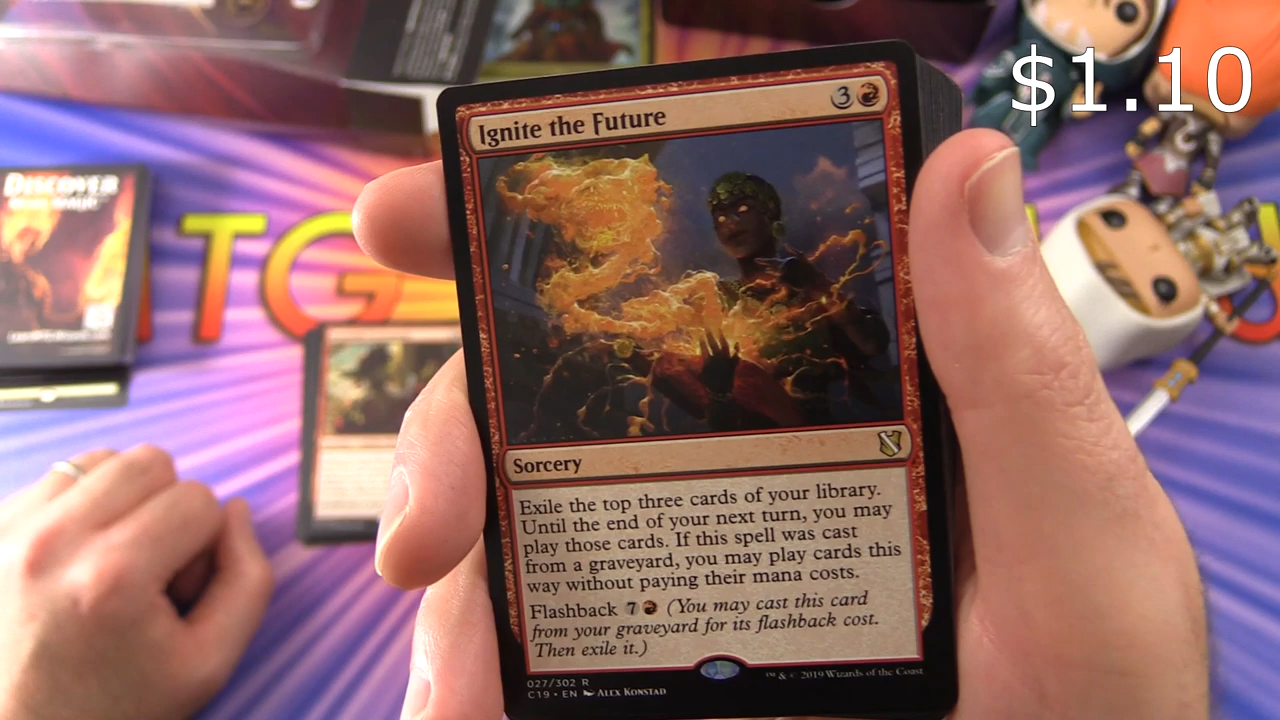 $1.10
Ignite the Future
3
Sorcery
Exile the top three cards of your library.
Until the end of your next turn, you may
play those cards. If this spell was cast
from a graveyard, you may play cards this
way without paying their mana costs.
Flashback 7 (You may cast this card
from your graveyard for its flashback cost.
Then exile it.)
027/302 R
C19 • EN ALEX KONSTAD
™ & © 2019 Wizards of the Coast
DISCOVER
TG